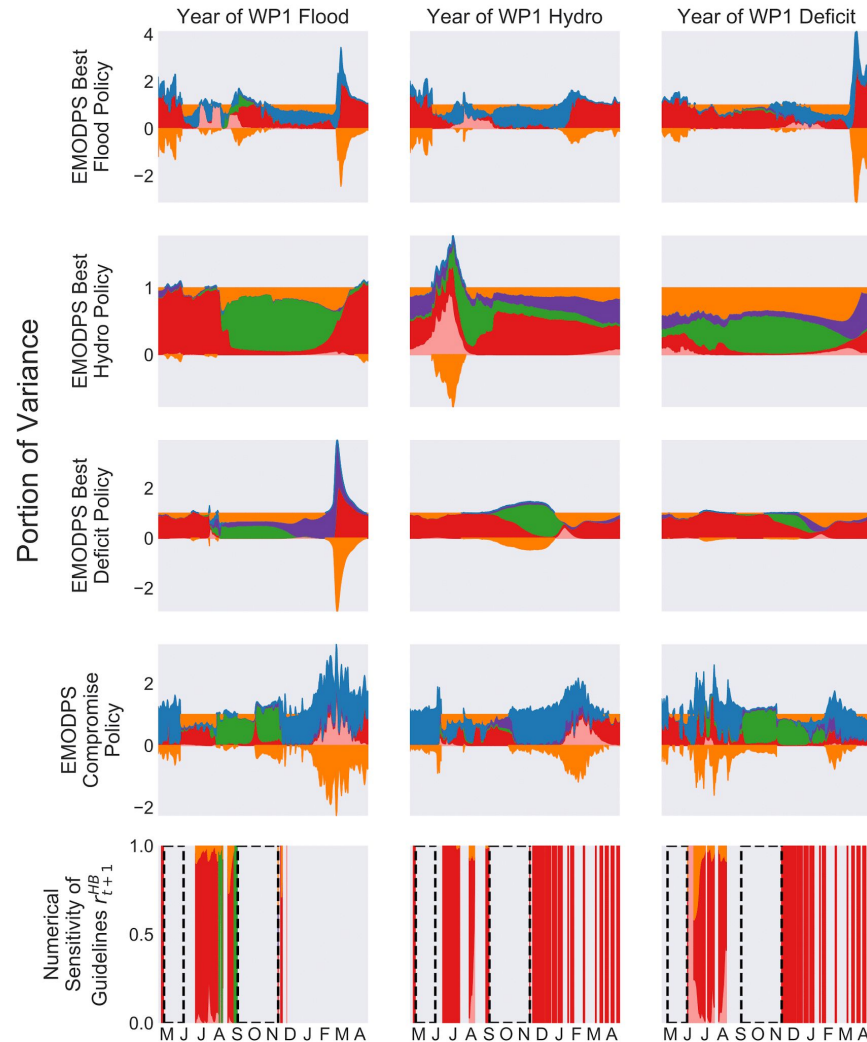 Year of WP1 Flood
Year of WP1 Hydro
Year of WP1 Deficit
Portion of Variance
EMODPS Best
Flood Policy
4
2
0
−2
EMODPS Best
Hydro Policy
1
0
EMODPS Best
Deficit Policy
2
0
−2
EMODPS
Compromise
Policy
2
0
−2
Numerical
Sensitivity of
Guidelines r^{HB}_{t+1}
1.0
0.5
0.0
M J J A S O N D J F M A
M J J A S O N D J F M A
M J J A S O N D J F M A